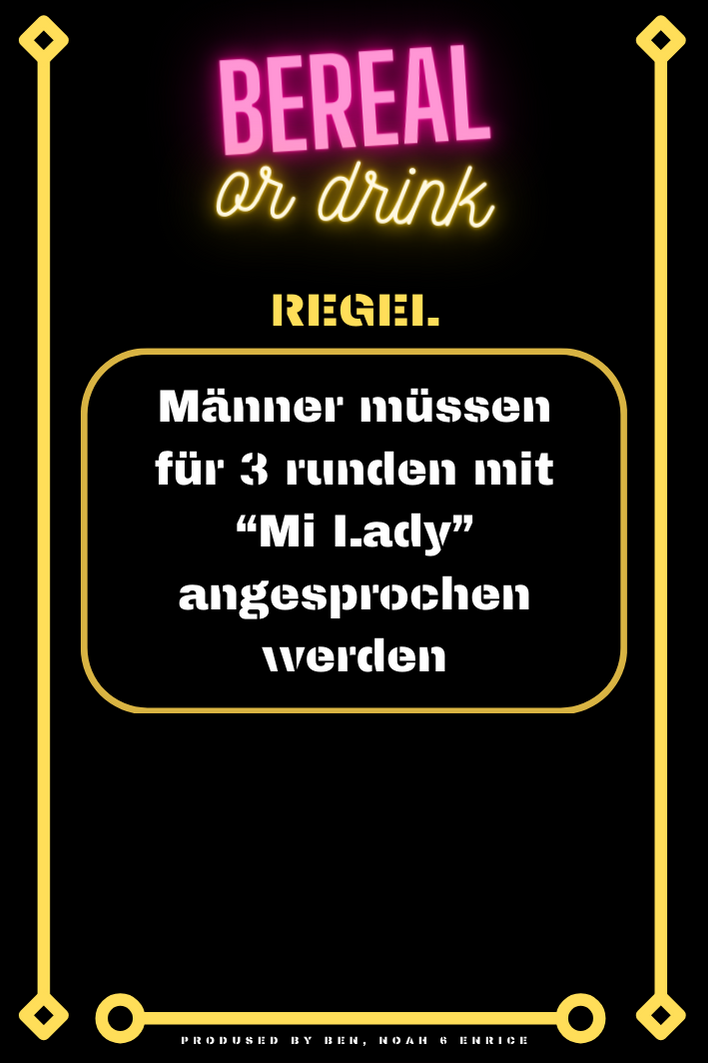 BEREAL
or drink
REGEL
Männer müssen
für 3 runden mit
“Mi Lady”
angesprochen
werden
PRODUSED BY BEN, NOAH & ENRICE